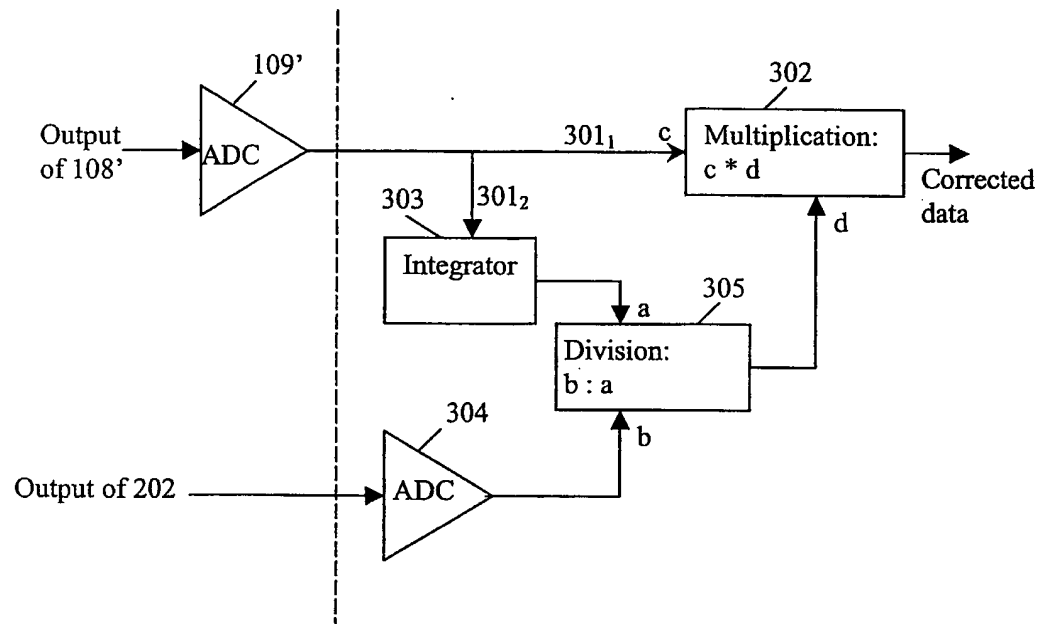 109’
302
Output
of 108’
ADC
301₁
c
Multiplication:
c * d
Corrected
data
303
301₂
d
Integrator
305
a
Division:
b : a
304
b
Output of 202
ADC